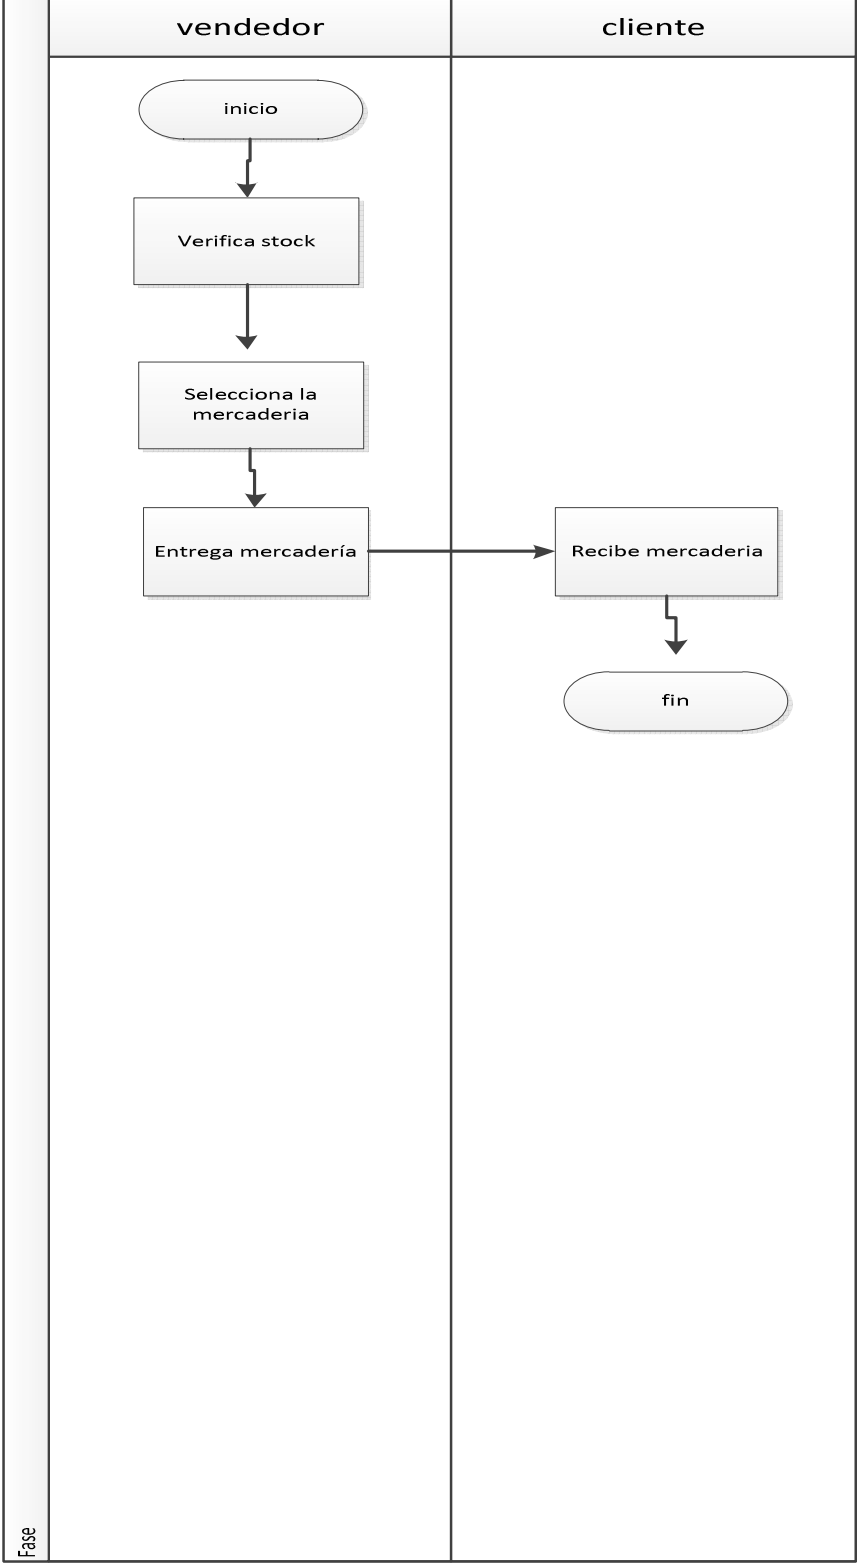 vendedor
cliente
inicio
Verifica stock
Selecciona la
mercaderia
Entrega mercadería
Recibe mercaderia
fin
Fase